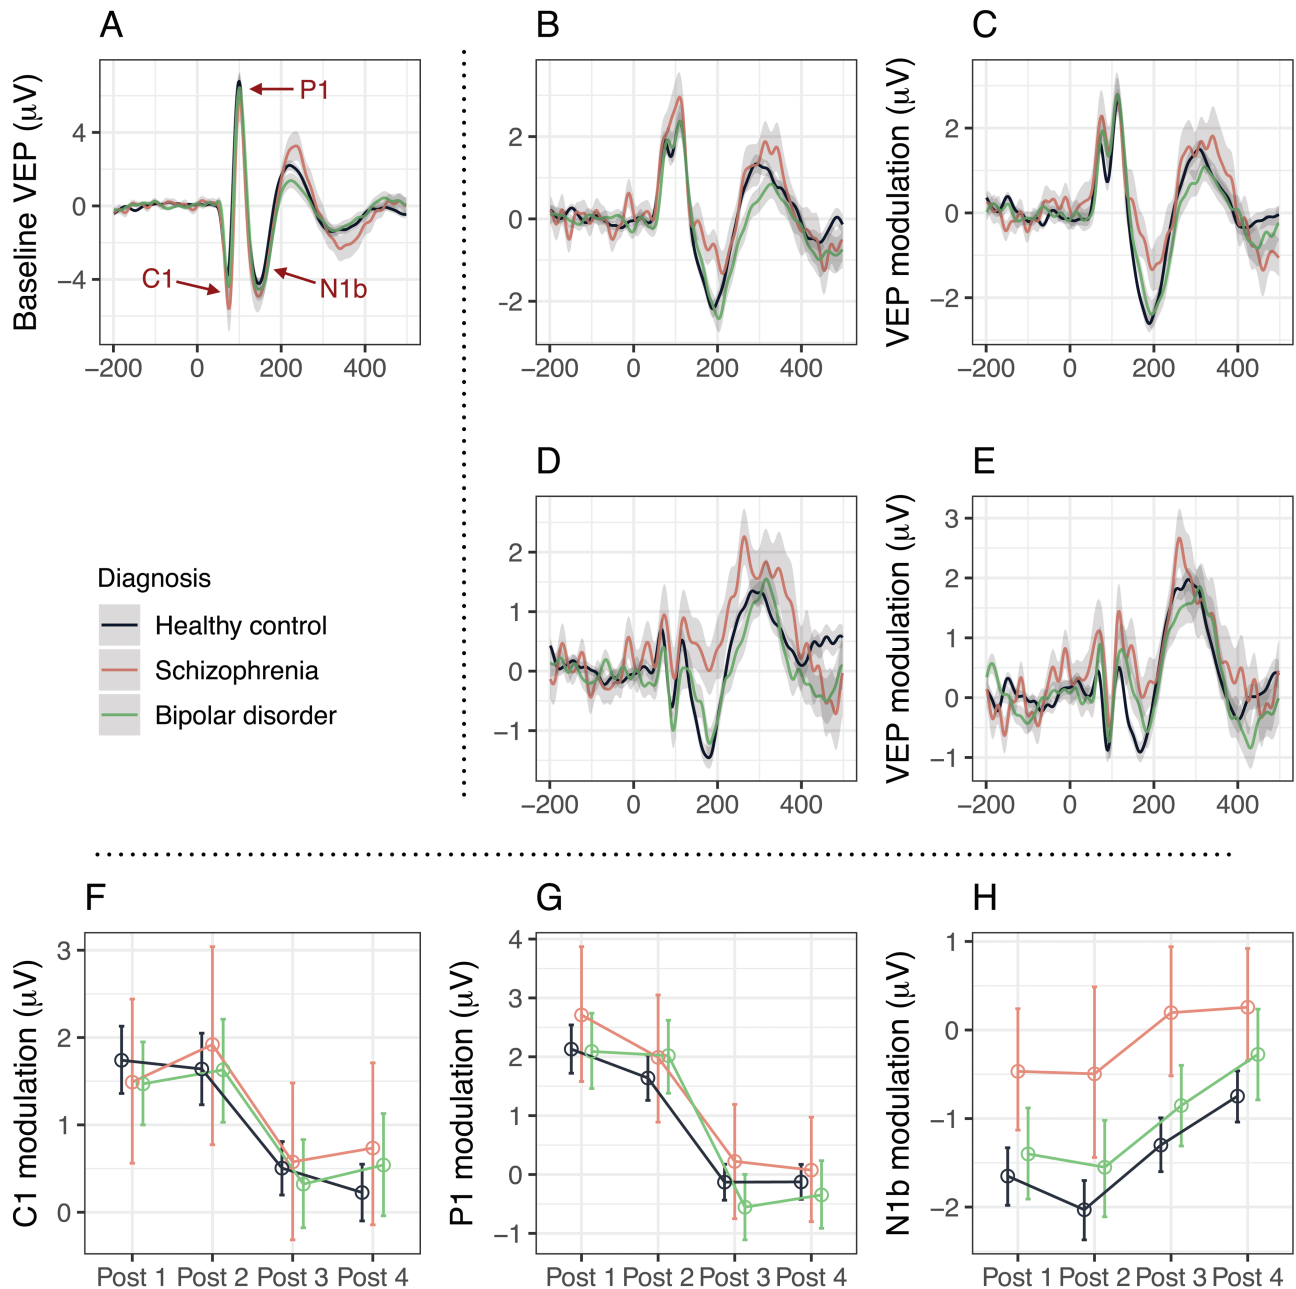 A
B
C
Baseline VEP (μV)
4
0
−4
P1
C1
N1b
−200 0 200 400
2
0
-2
−200 0 200 400
VEP modulation (μV)
2
0
−2
−200 0 200 400
D
E
2
1
0
−1
−200 0 200 400
VEP modulation (μV)
3
2
1
0
−1
−200 0 200 400
Diagnosis
Healthy control
Schizophrenia
Bipolar disorder
F
G
H
C1 modulation (μV)
3
2
1
0
Post 1 Post 2 Post 3 Post 4
P1 modulation (μV)
4
3
2
1
0
−1
Post 1 Post 2 Post 3 Post 4
N1b modulation (μV)
1
0
−1
−2
Post 1 Post 2 Post 3 Post 4